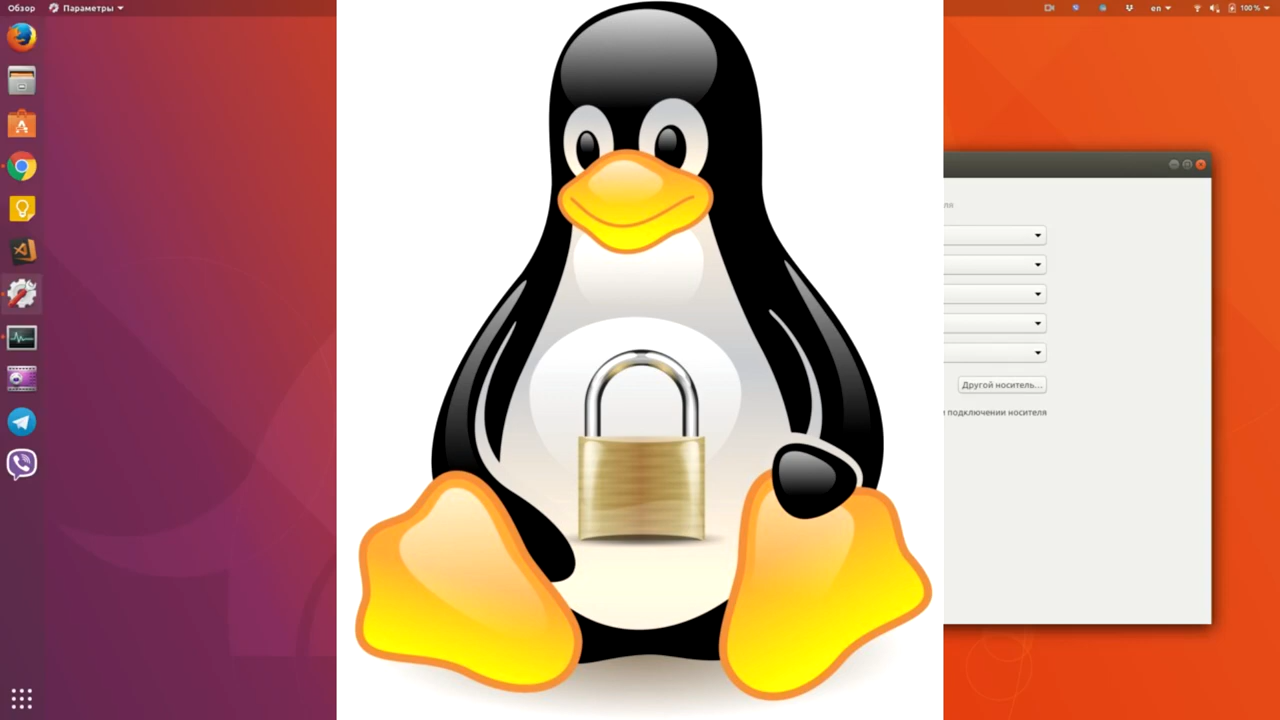 Обзор
Параметры
en
100 %
ля
Другой носитель...
подключении носителя